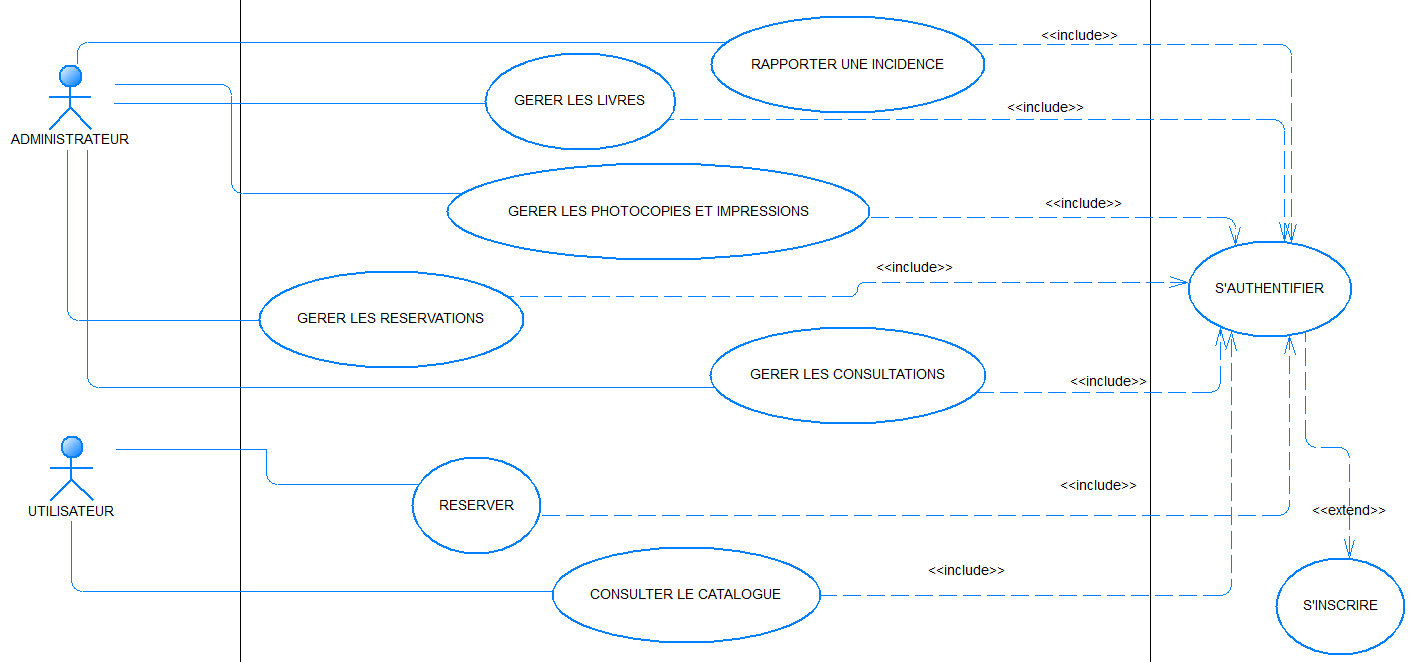 <<include>>
RAPPORTER UNE INCIDENCE
GERER LES LIVRES
<<include>>
ADMINISTRATEUR
<<include>>
GERER LES PHOTOCOPIES ET IMPRESSIONS
<<include>>
S'AUTHENTIFIER
GERER LES RESERVATIONS
GERER LES CONSULTATIONS
<<include>>
<<include>>
RESERVER
UTILISATEUR
<<extend>>
<<include>>
CONSULTER LE CATALOGUE
S'INSCRIRE